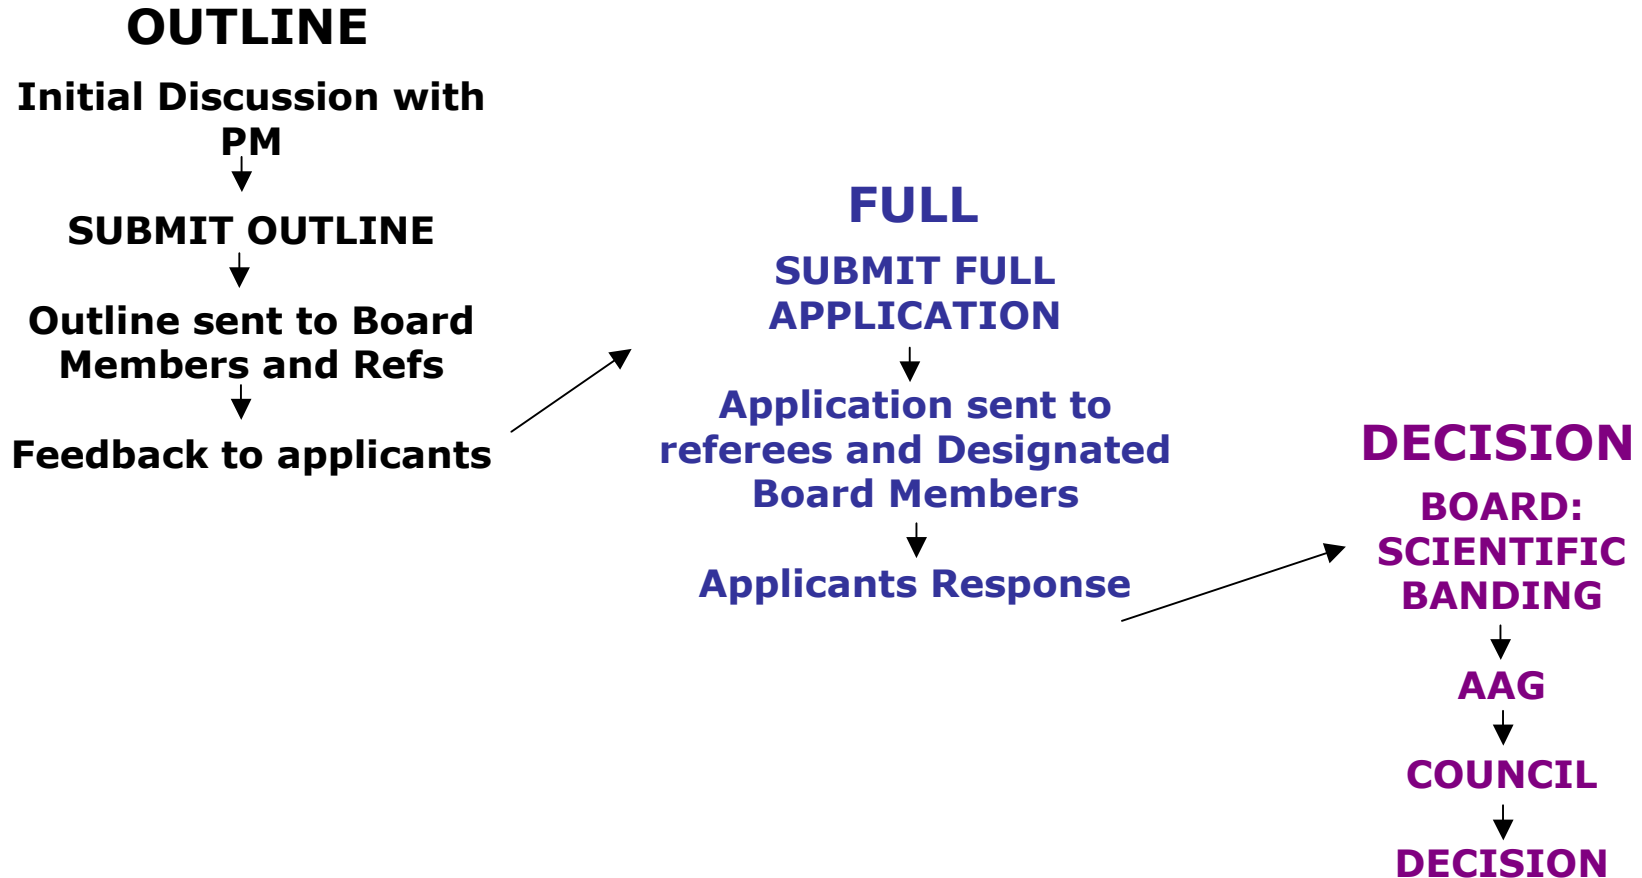 OUTLINE
Initial Discussion with
PM
SUBMIT OUTLINE
Outline sent to Board
Members and Refs
Feedback to applicants
FULL
SUBMIT FULL
APPLICATION
Application sent to
referees and Designated
Board Members
Applicants Response
DECISION
BOARD:
SCIENTIFIC
BANDING
AAG
COUNCIL
DECISION